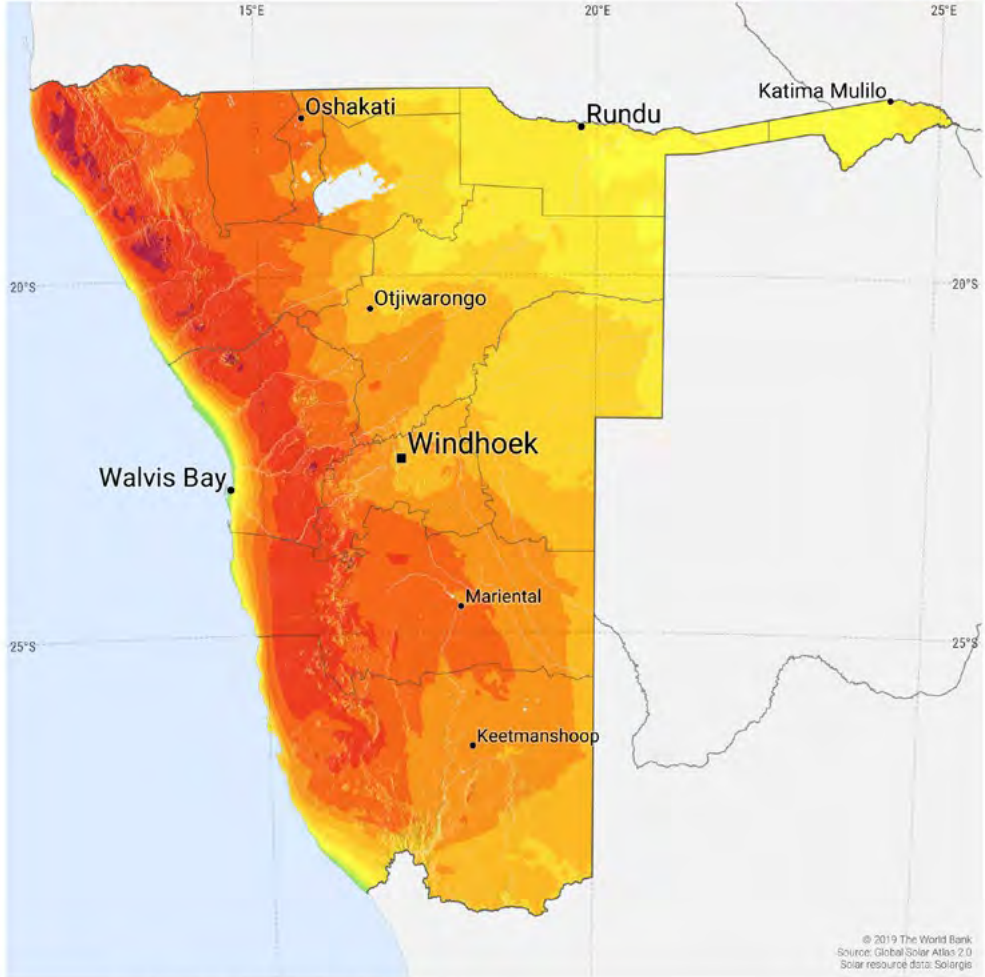 15°E
20°E
25°E
Katima Mulilo
Oshakati
Rundu
20°S
20°S
Otjiwarongo
Windhoek
Walvis Bay
Mariental
25°S
25°S
Keetmanshoop
© 2019 The World Bank
Source: Global Solar Atlas 2.0
Solar resource data: Solargis